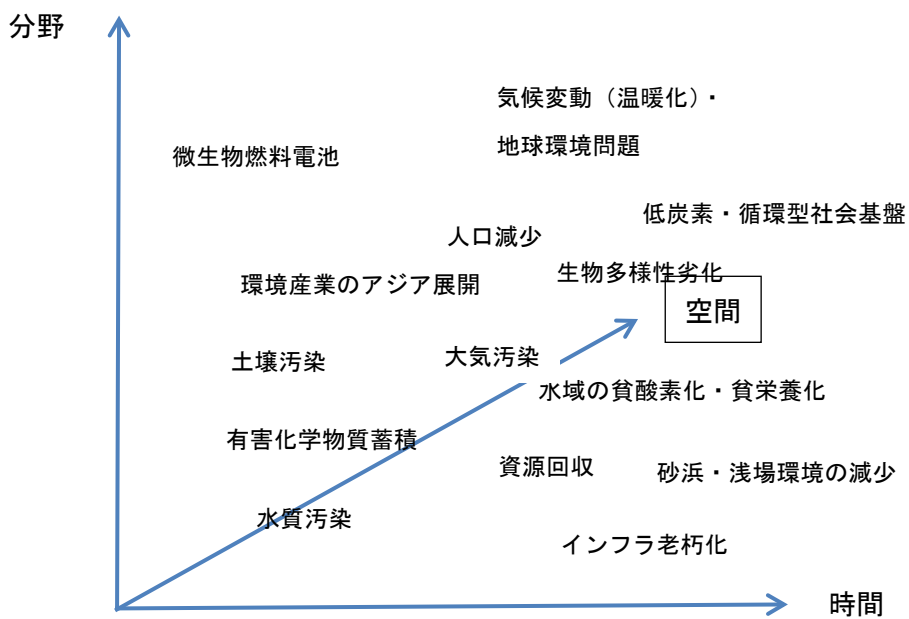 分野
気候変動（温暖化）・
地球環境問題
微生物燃料電池
低炭素・循環型社会基盤
人口減少
生物多様性劣化
環境産業のアジア展開
空間
土壌汚染
大気汚染
水域の貧酸素化・貧栄養化
有害化学物質蓄積
資源回収
砂浜・浅場環境の減少
水質汚染
インフラ老朽化
時間